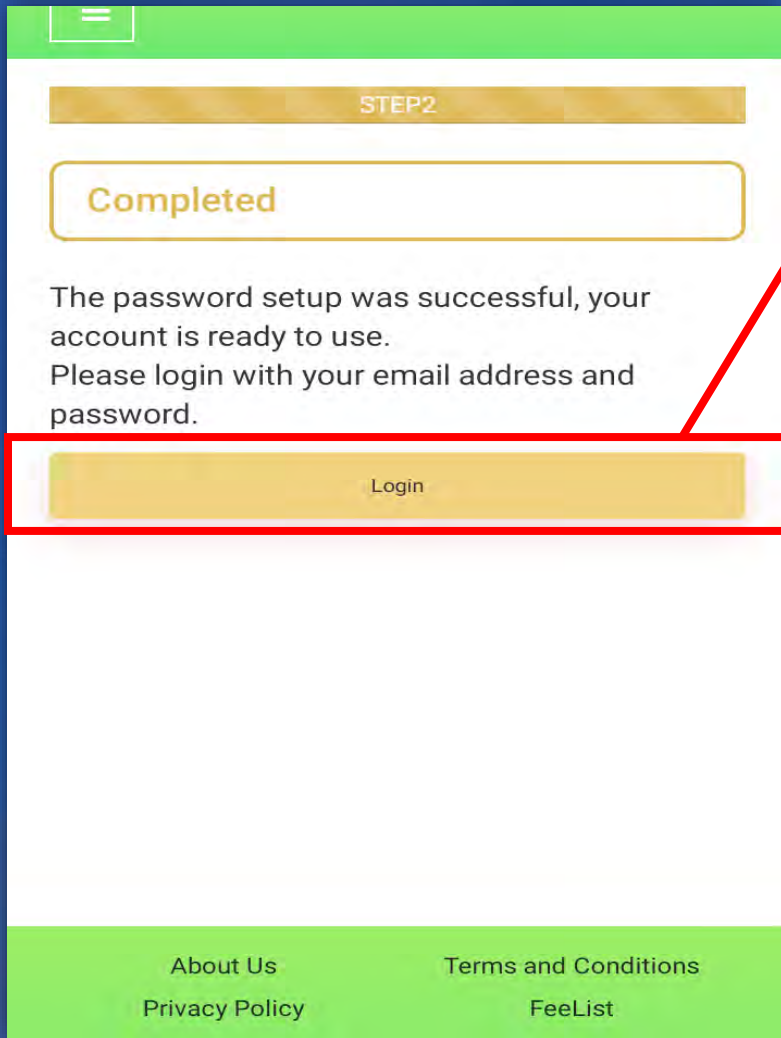 STEP2
Completed
The password setup was successful, your
account is ready to use.
Please login with your email address and
password.
Login
About Us
Terms and Conditions
Privacy Policy
FeeList